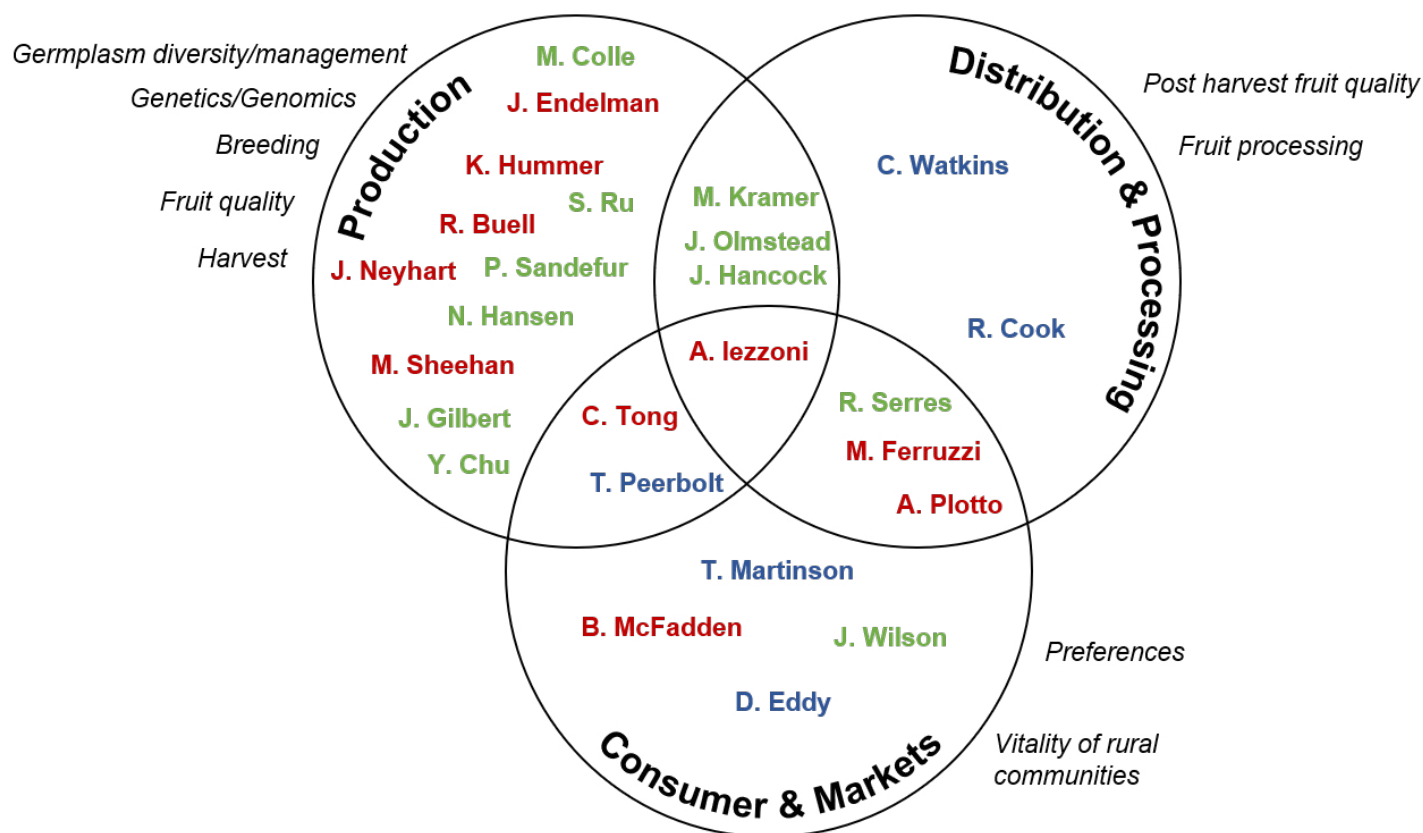 Germplasm diversity/management
Genetics/Genomics
Breeding
Fruit quality
Harvest
Production
M. Colle
J. Endelman
K. Hummer
S. Ru
R. Buell
J. Neyhart
P. Sandefur
N. Hansen
M. Sheehan
J. Gilbert
Y. Chu
M. Kramer
J. Olmstead
J. Hancock
A. Iezzoni
C. Tong
T. Peerbolt
Distribution & Processing
Post harvest fruit quality
Fruit processing
C. Watkins
R. Cook
R. Serres
M. Ferruzzi
A. Plotto
T. Martinson
B. McFadden
J. Wilson
D. Eddy
Consumer & Markets
Preferences
Vitality of rural
communities